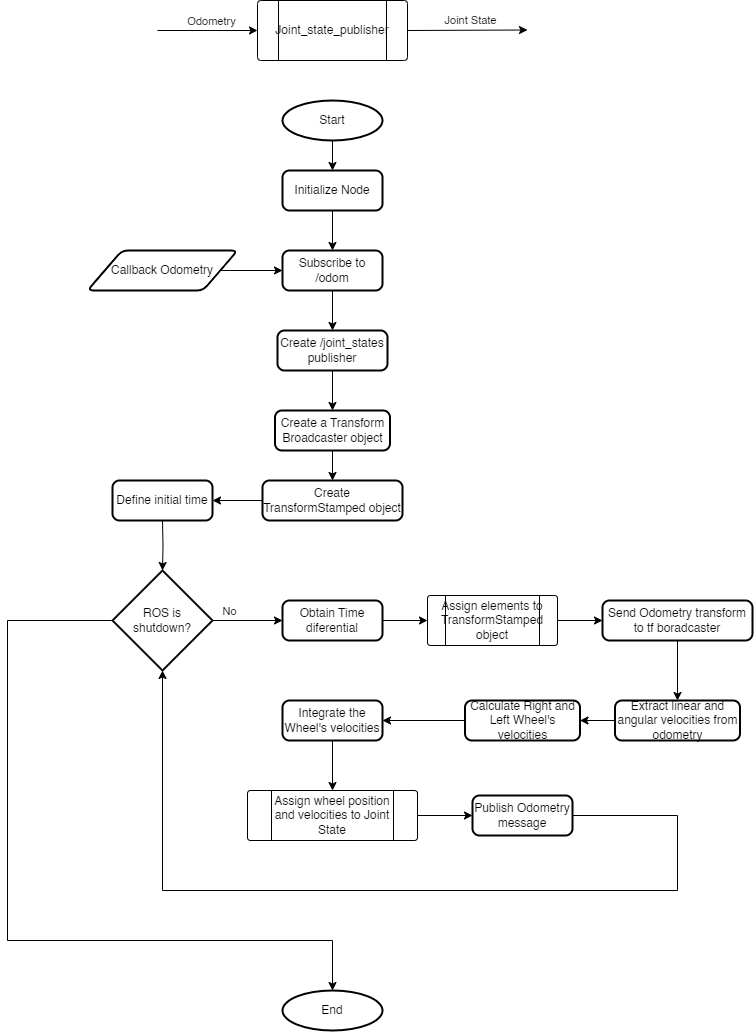 Odometry
Joint_state_publisher
Joint State
Start
Initialize Node
Callback Odometry
Subscribe to
/odom
Create /joint_states
publisher
Create a Transform
Broadcaster object
Create
TransformStamped object
Define initial time
ROS is
shutdown?
No
Obtain Time
diferential
Assign elements to
TransformStamped
object
Send Odometry transform
to tf boradcaster
Extract linear and
angular velocities from
odometry
Calculate Right and
Left Wheel's
velocities
Integrate the
Wheel's velocities
Assign wheel position
and velocities to Joint
State
Publish Odometry
message
End